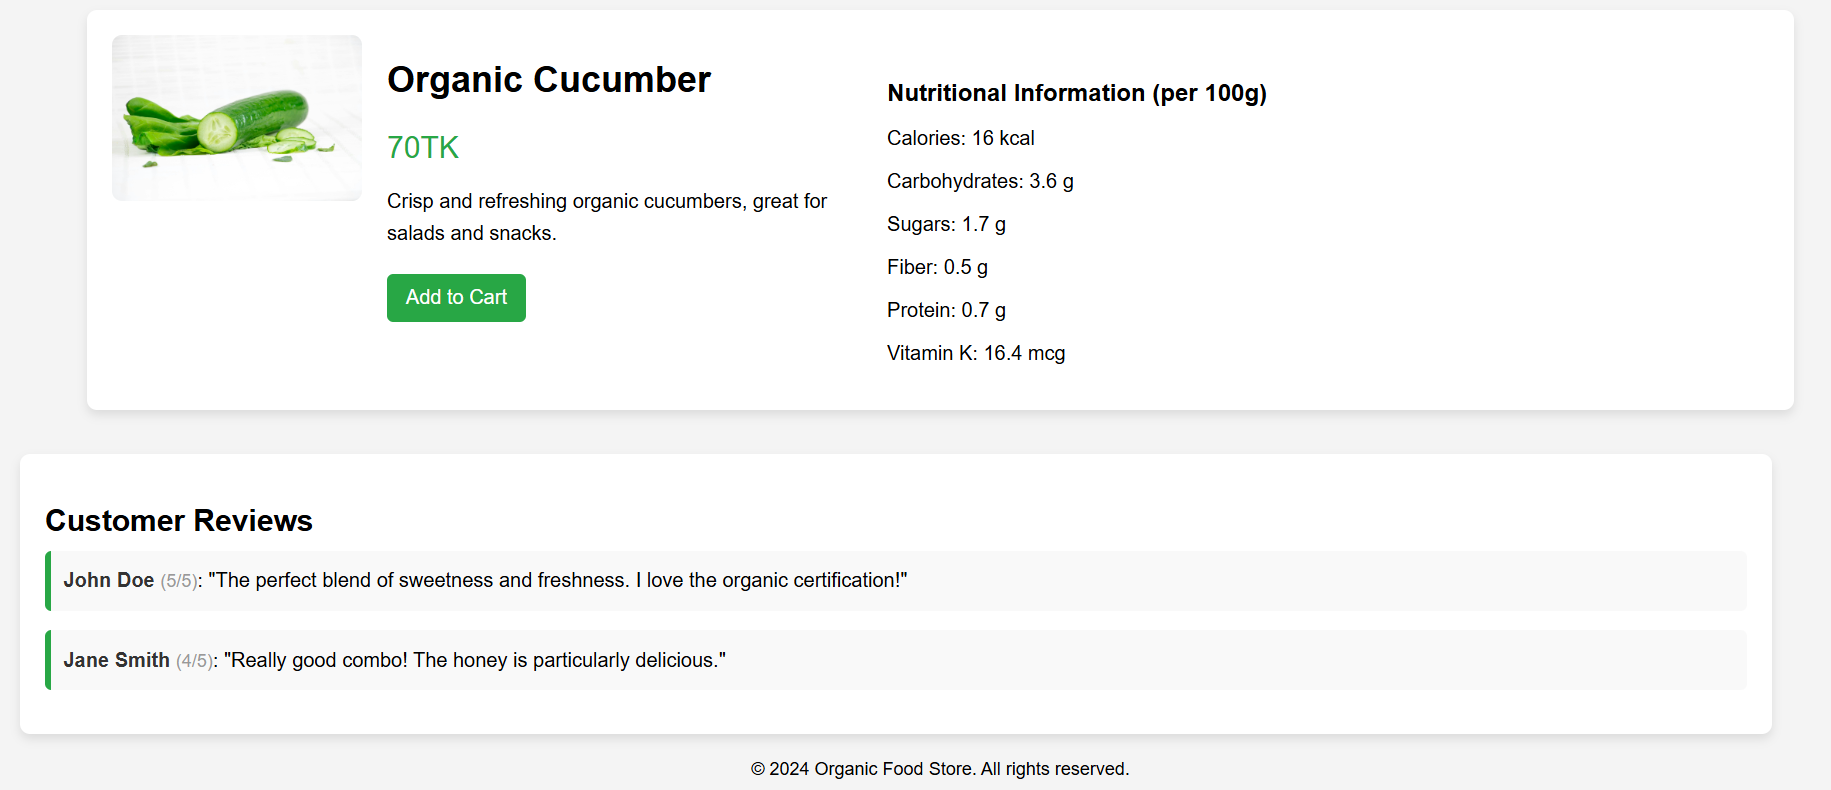 Organic Cucumber
70TK
Crisp and refreshing organic cucumbers, great for
salads and snacks.
Add to Cart
Nutritional Information (per 100g)
Calories: 16 kcal
Carbohydrates: 3.6 g
Sugars: 1.7 g
Fiber: 0.5 g
Protein: 0.7 g
Vitamin K: 16.4 mcg
Customer Reviews
John Doe (5/5): "The perfect blend of sweetness and freshness. I love the organic certification!"
Jane Smith (4/5): "Really good combo! The honey is particularly delicious."
© 2024 Organic Food Store. All rights reserved.